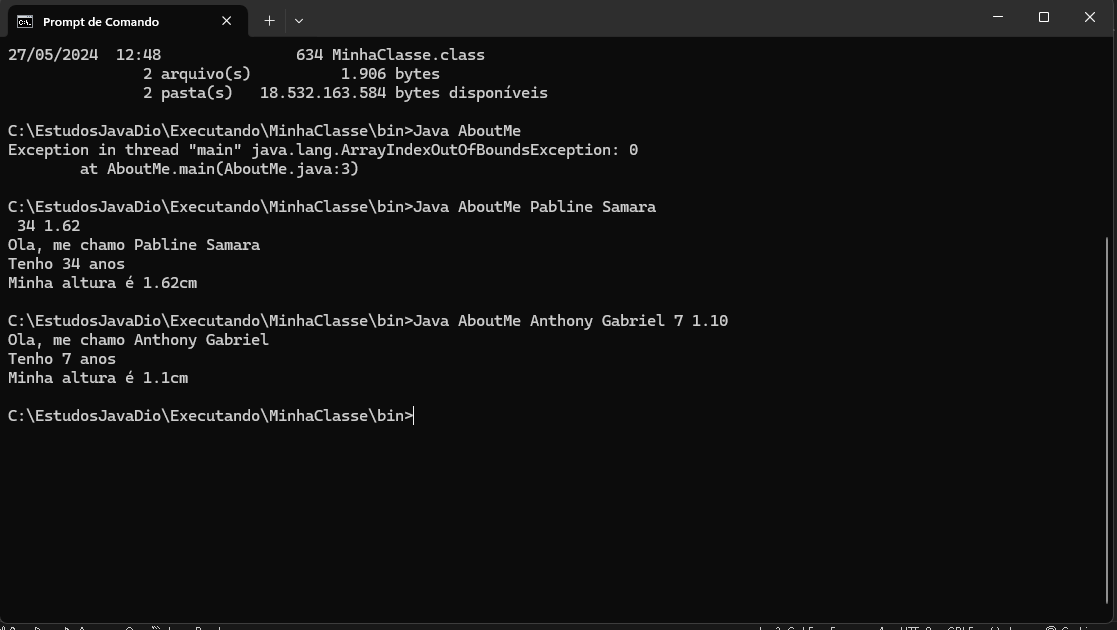 Prompt de Comando
27/05/2024  12:48               634 MinhaClasse.class
               2 arquivo(s)          1.906 bytes
               2 pasta(s)   18.532.163.584 bytes disponíveis
C:\EstudosJavaDio\Executando\MinhaClasse\bin>Java AboutMe
Exception in thread "main" java.lang.ArrayIndexOutOfBoundsException: 0
        at AboutMe.main(AboutMe.java:3)
C:\EstudosJavaDio\Executando\MinhaClasse\bin>Java AboutMe Pabline Samara
 34 1.62
Ola, me chamo Pabline Samara
Tenho 34 anos
Minha altura é 1.62cm
C:\EstudosJavaDio\Executando\MinhaClasse\bin>Java AboutMe Anthony Gabriel 7 1.10
Ola, me chamo Anthony Gabriel
Tenho 7 anos
Minha altura é 1.1cm
C:\EstudosJavaDio\Executando\MinhaClasse\bin>